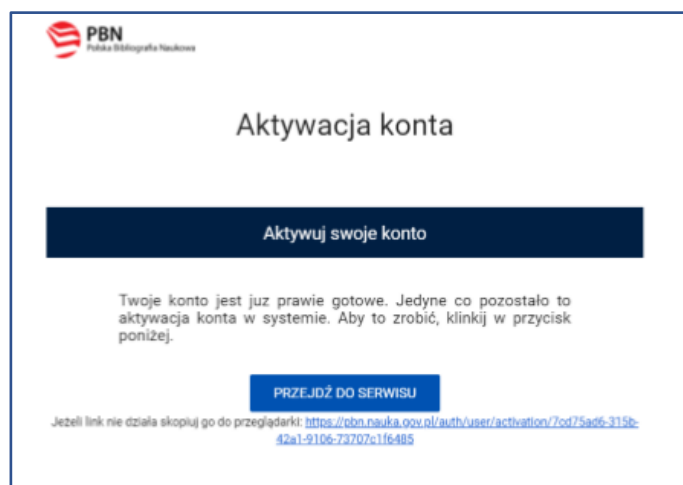 PBN
Polska Bibliografia Naukowa
Aktywacja konta
Aktywuj swoje konto
Twoje konto jest juz prawie gotowe. Jedyne co pozostało to
aktywacja konta w systemie. Aby to zrobić, klinkij w przycisk
poniżej.
PRZEJDŹ DO SERWISU
Jeżeli link nie działa skopiuj go do przeglądarki: https://pbn.nauka.gov.pl/auth/user/activation/7cd75ad6-315b-
42a1-9106-73707c1f6485